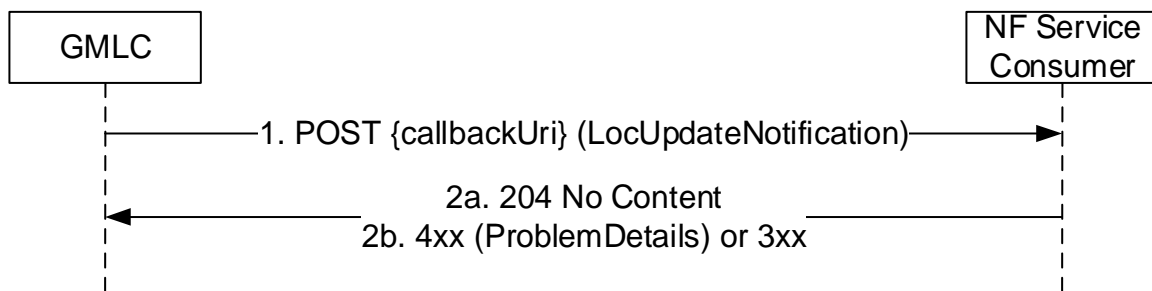 GMLC
NF Service
Consumer
1. POST {callbackUri} (LocUpdateNotification)
2a. 204 No Content
2b. 4xx (ProblemDetails) or 3xx